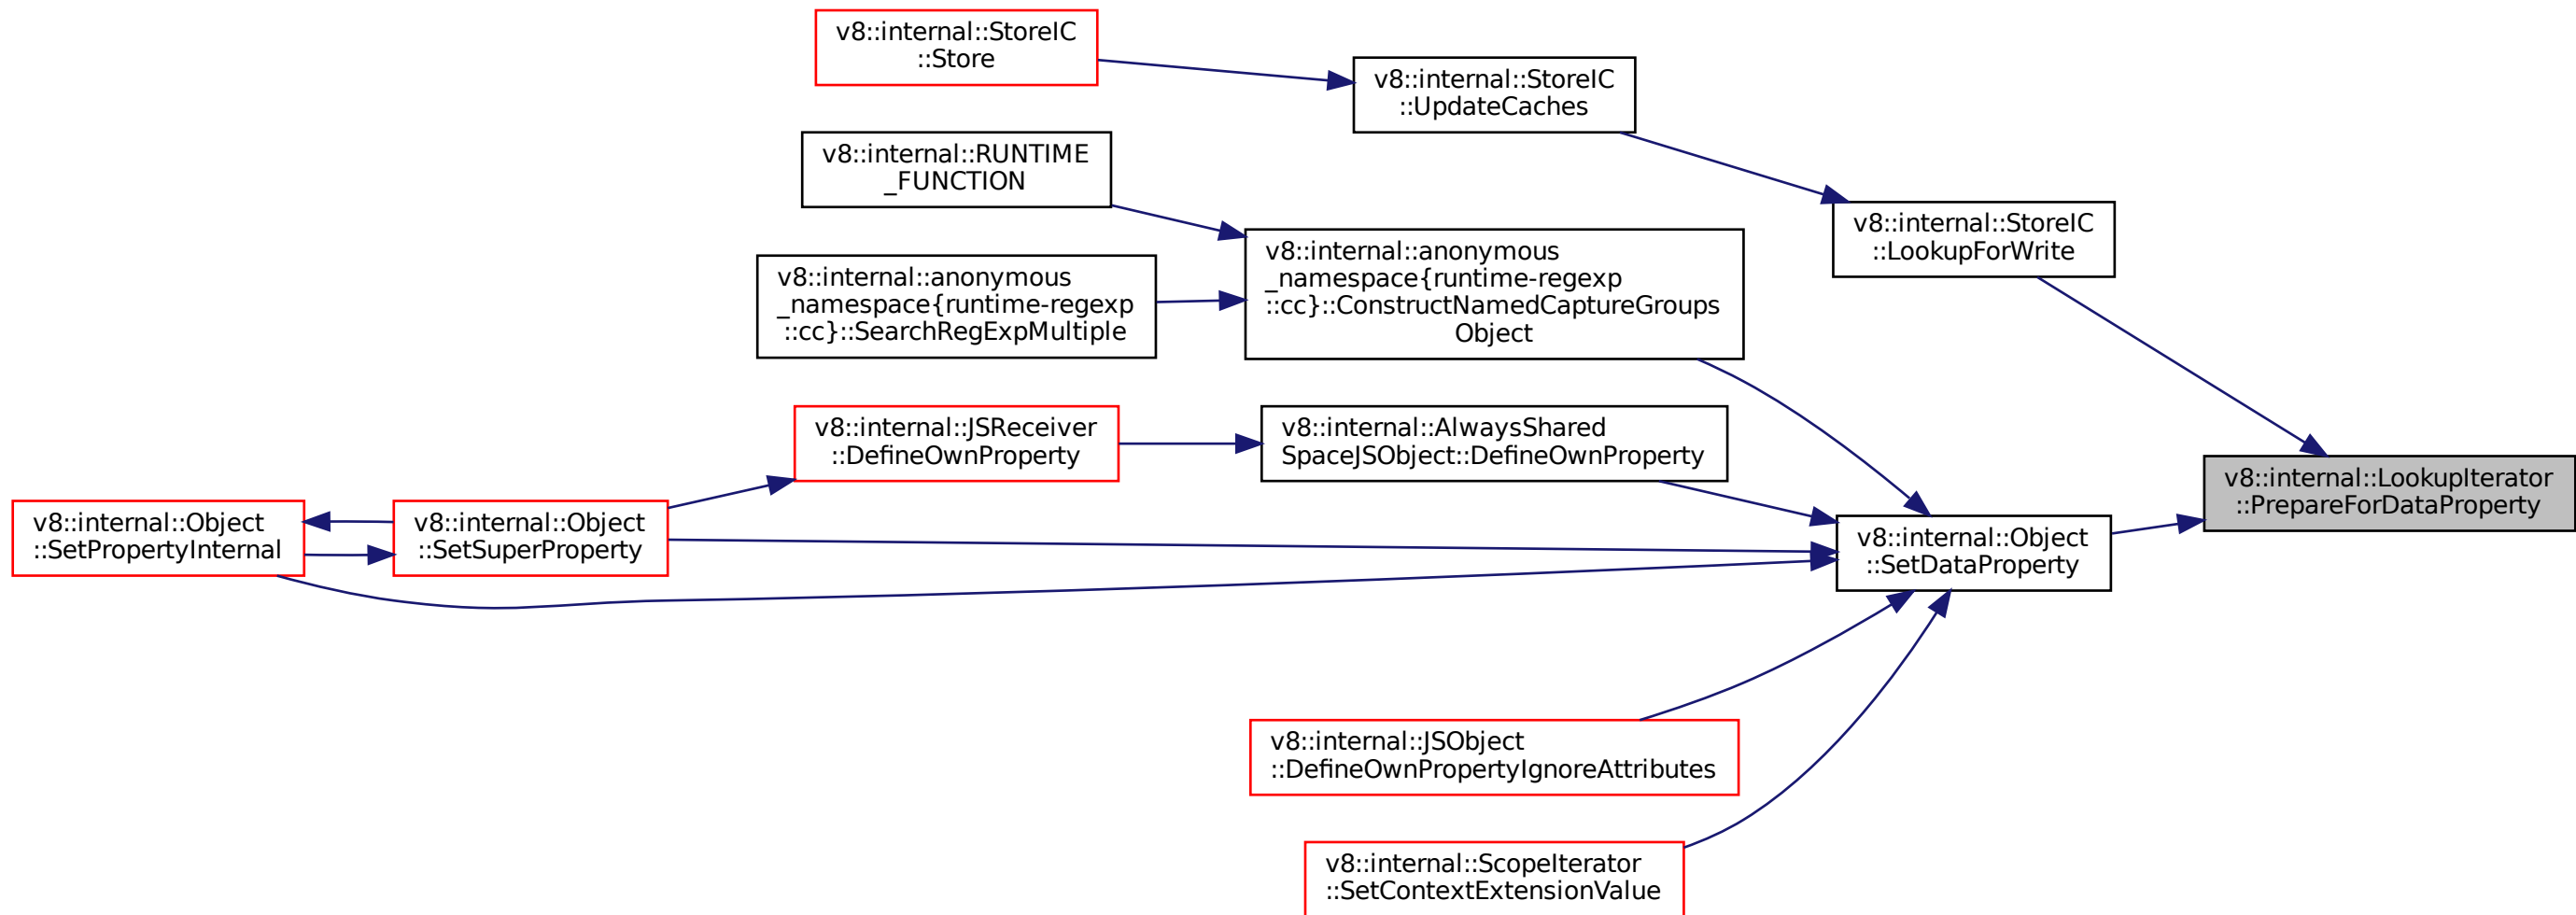 v8::internal::StoreIC
::Store
v8::internal::StoreIC
::UpdateCaches
v8::internal::RUNTIME
_FUNCTION
v8::internal::StoreIC
::LookupForWrite
v8::internal::anonymous
_namespace{runtime-regexp
::cc}::ConstructNamedCaptureGroups
Object
v8::internal::anonymous
_namespace{runtime-regexp
::cc}::SearchRegExpMultiple
v8::internal::JSReceiver
::DefineOwnProperty
v8::internal::AlwaysShared
SpaceJSObject::DefineOwnProperty
v8::internal::LookupIterator
::PrepareForDataProperty
v8::internal::Object
::SetPropertyInternal
v8::internal::Object
::SetSuperProperty
v8::internal::Object
::SetDataProperty
v8::internal::JSObject
::DefineOwnPropertyIgnoreAttributes
v8::internal::ScopeIterator
::SetContextExtensionValue